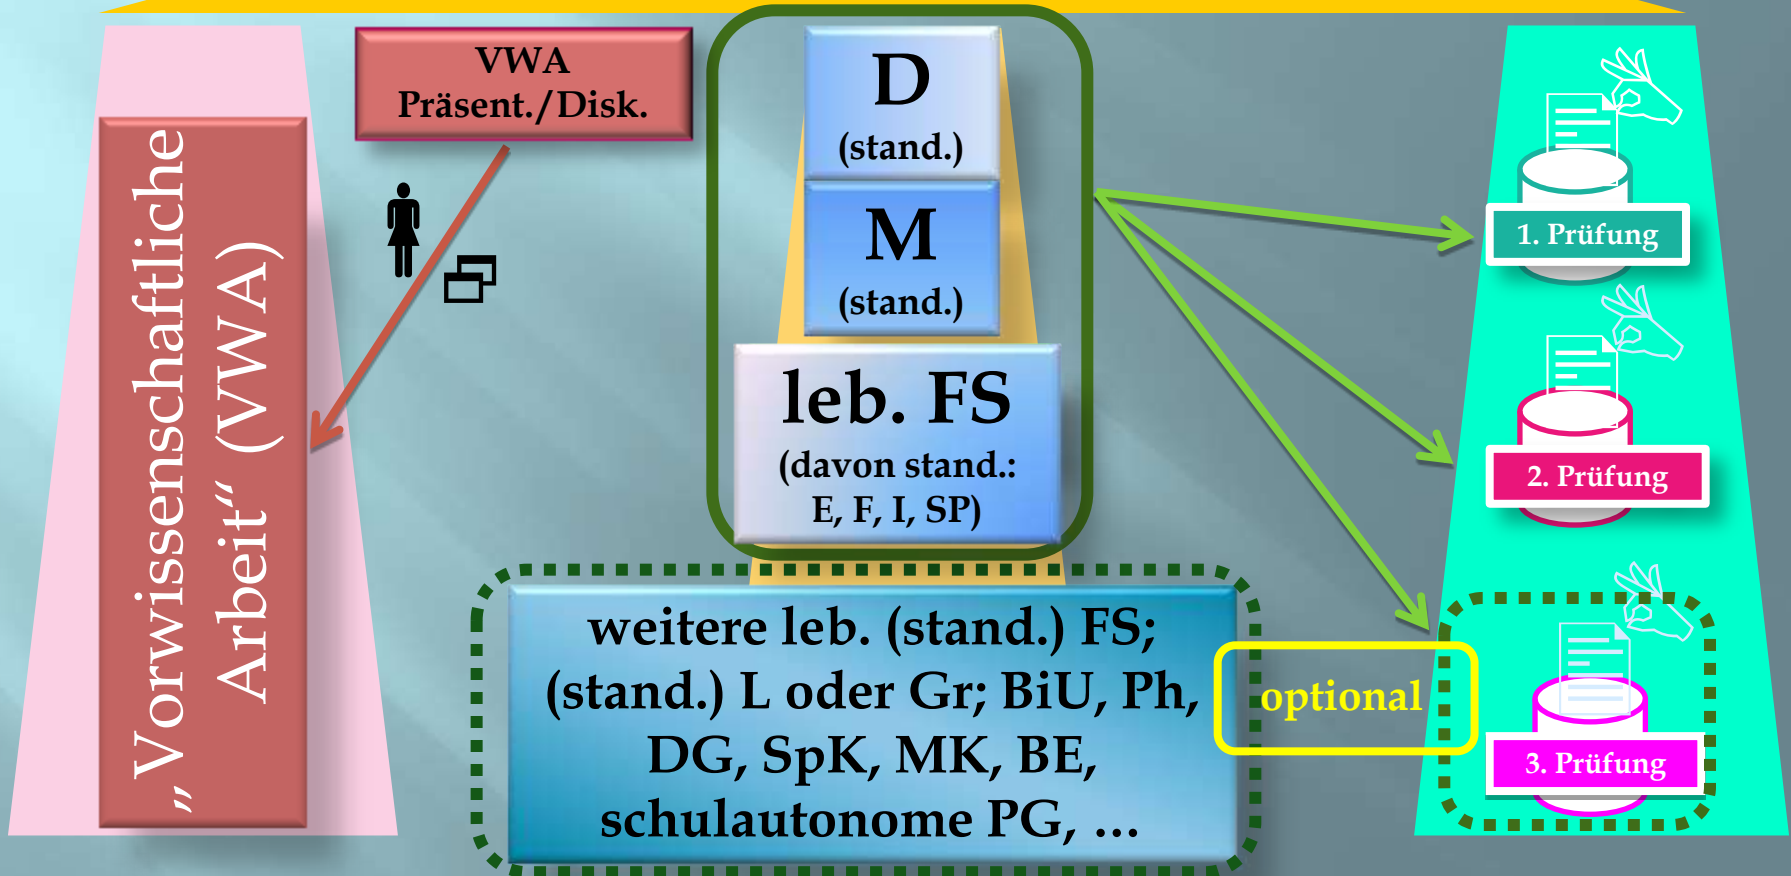 „Vorwissenschaftliche
Arbeit“ (VWA)
VWA
Präsent./Disk.
D
(stand.)
M
(stand.)
leb. FS
(davon stand.:
E, F, I, SP)
weitere leb. (stand.) FS;
(stand.) L oder Gr; BiU, Ph,
DG, SpK, MK, BE,
schulautonome PG, …
optional
1. Prüfung
2. Prüfung
3. Prüfung